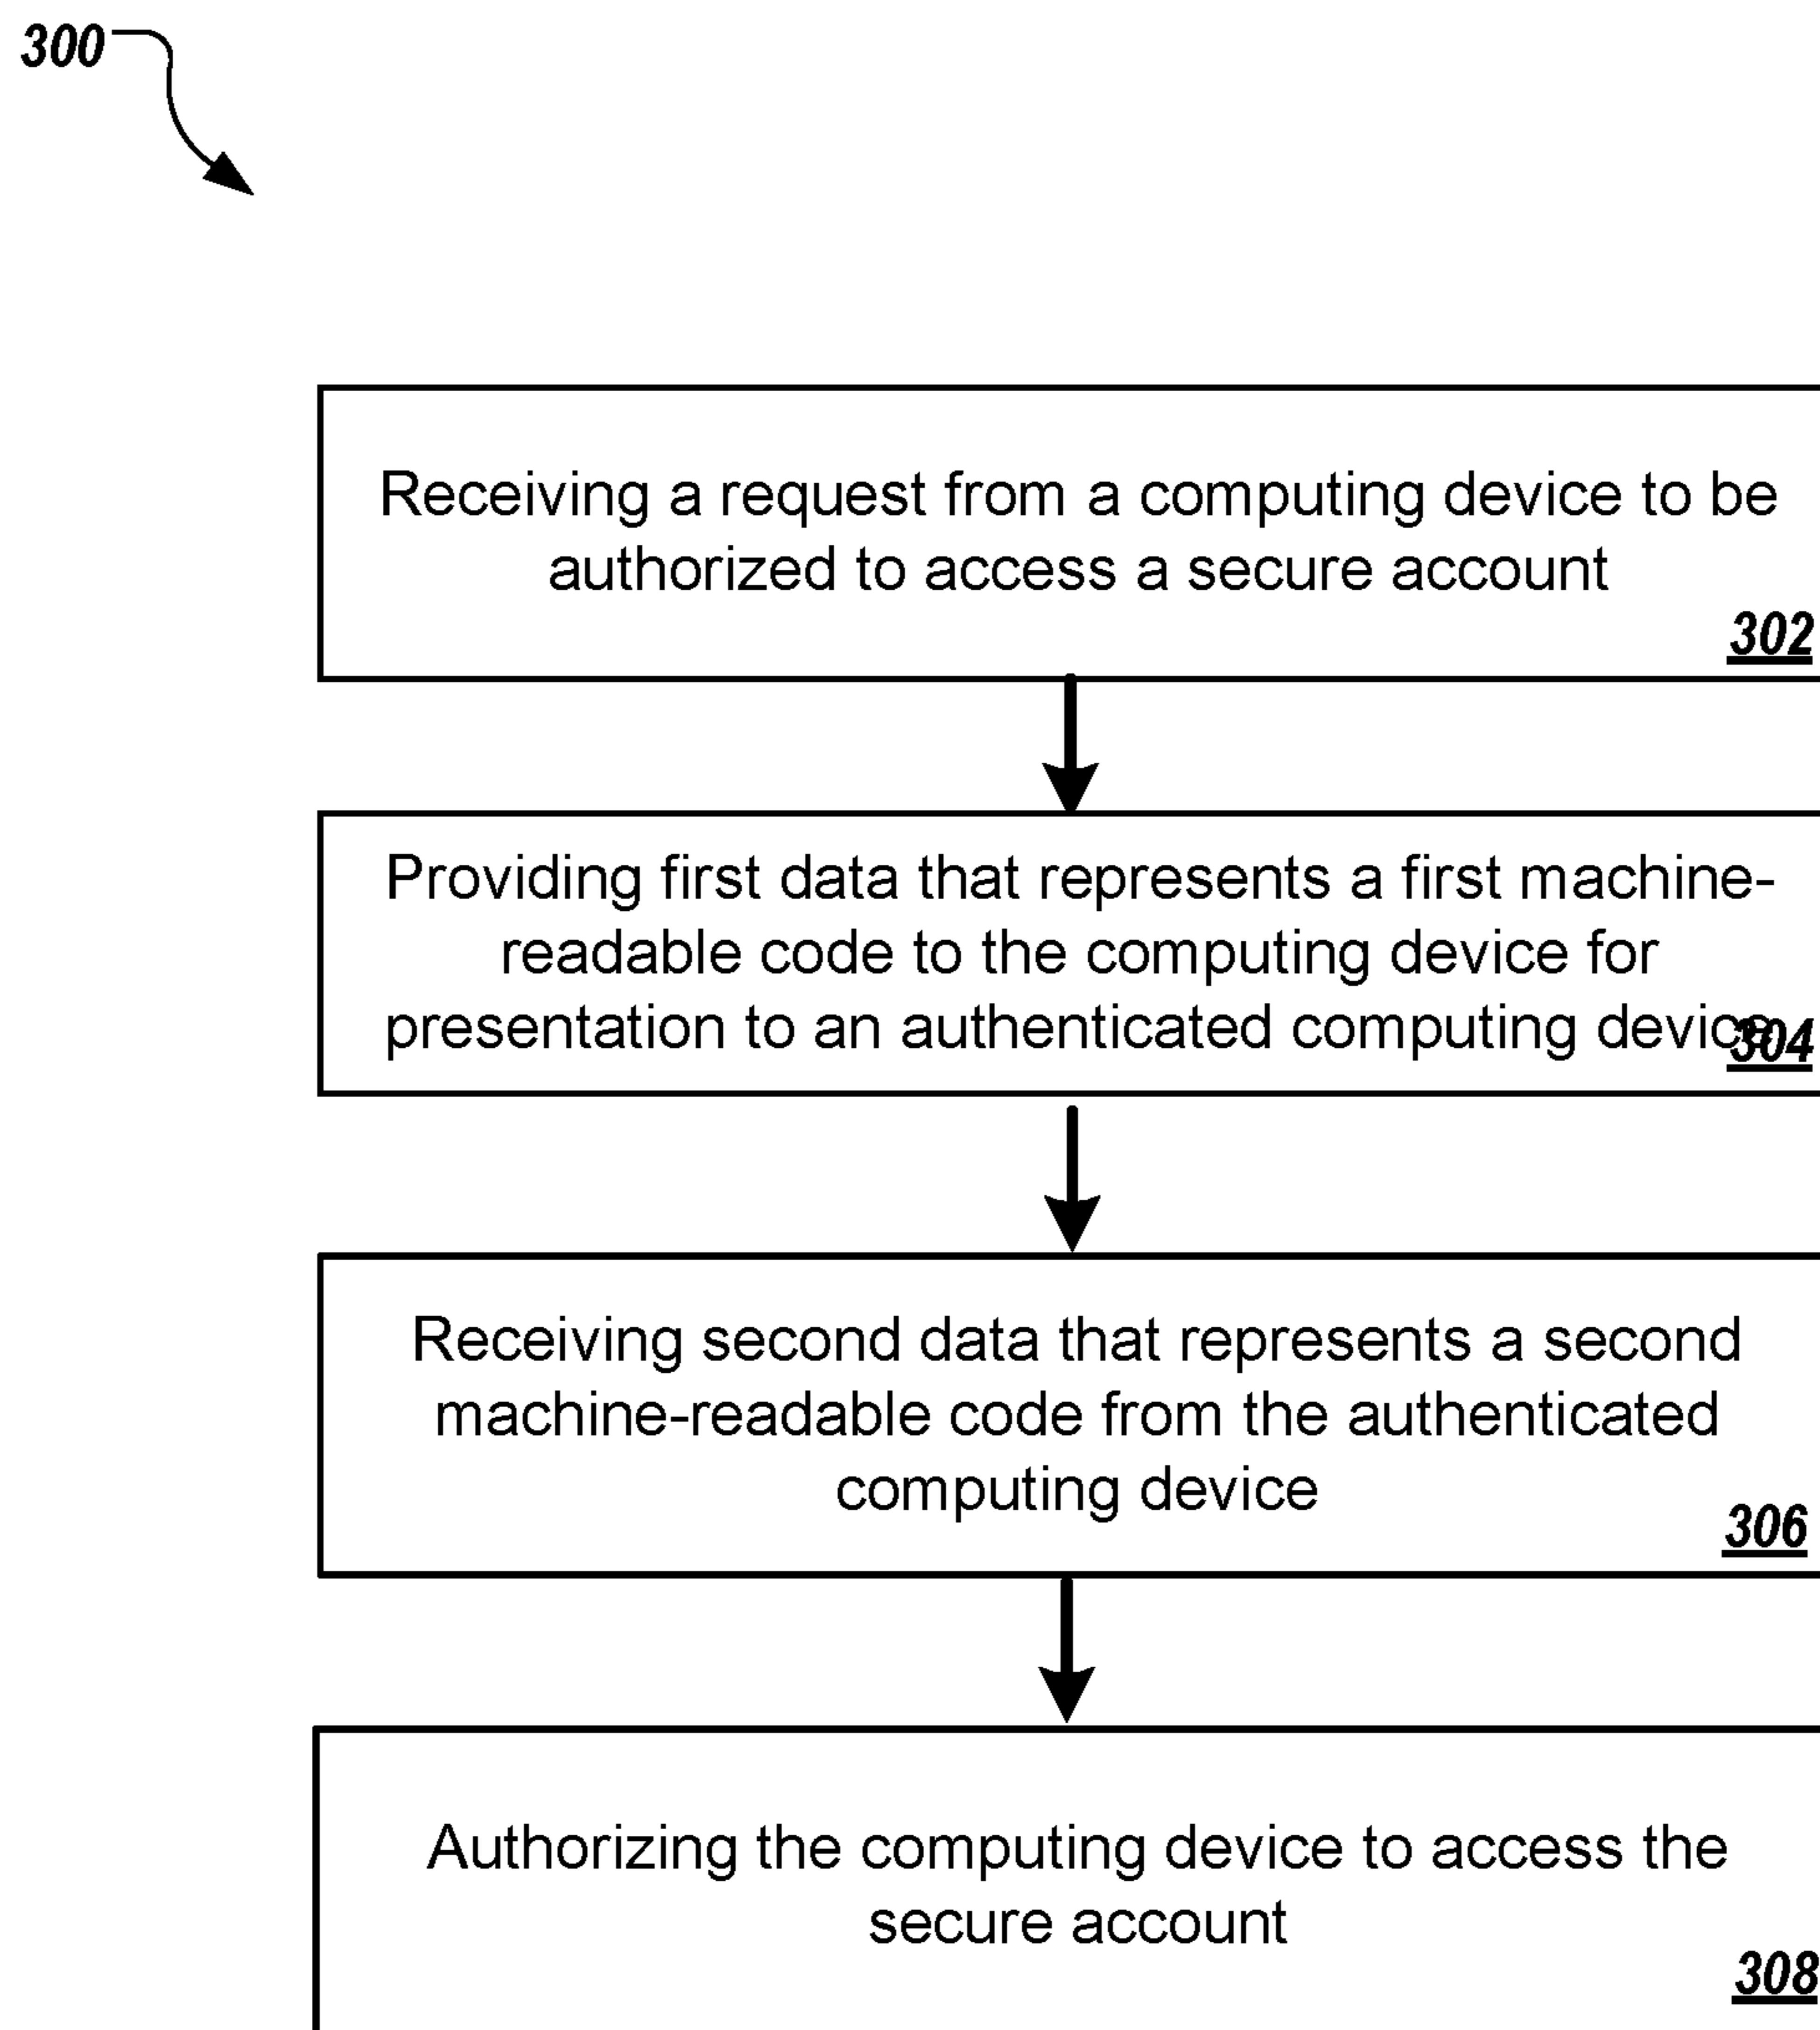 300
Receiving a request from a computing device to be
authorized to access a secure account
302
Providing first data that represents a first machine-
readable code to the computing device for
presentation to an authenticated computing device
304
Receiving second data that represents a second
machine-readable code from the authenticated
computing device
306
Authorizing the computing device to access the
secure account
308